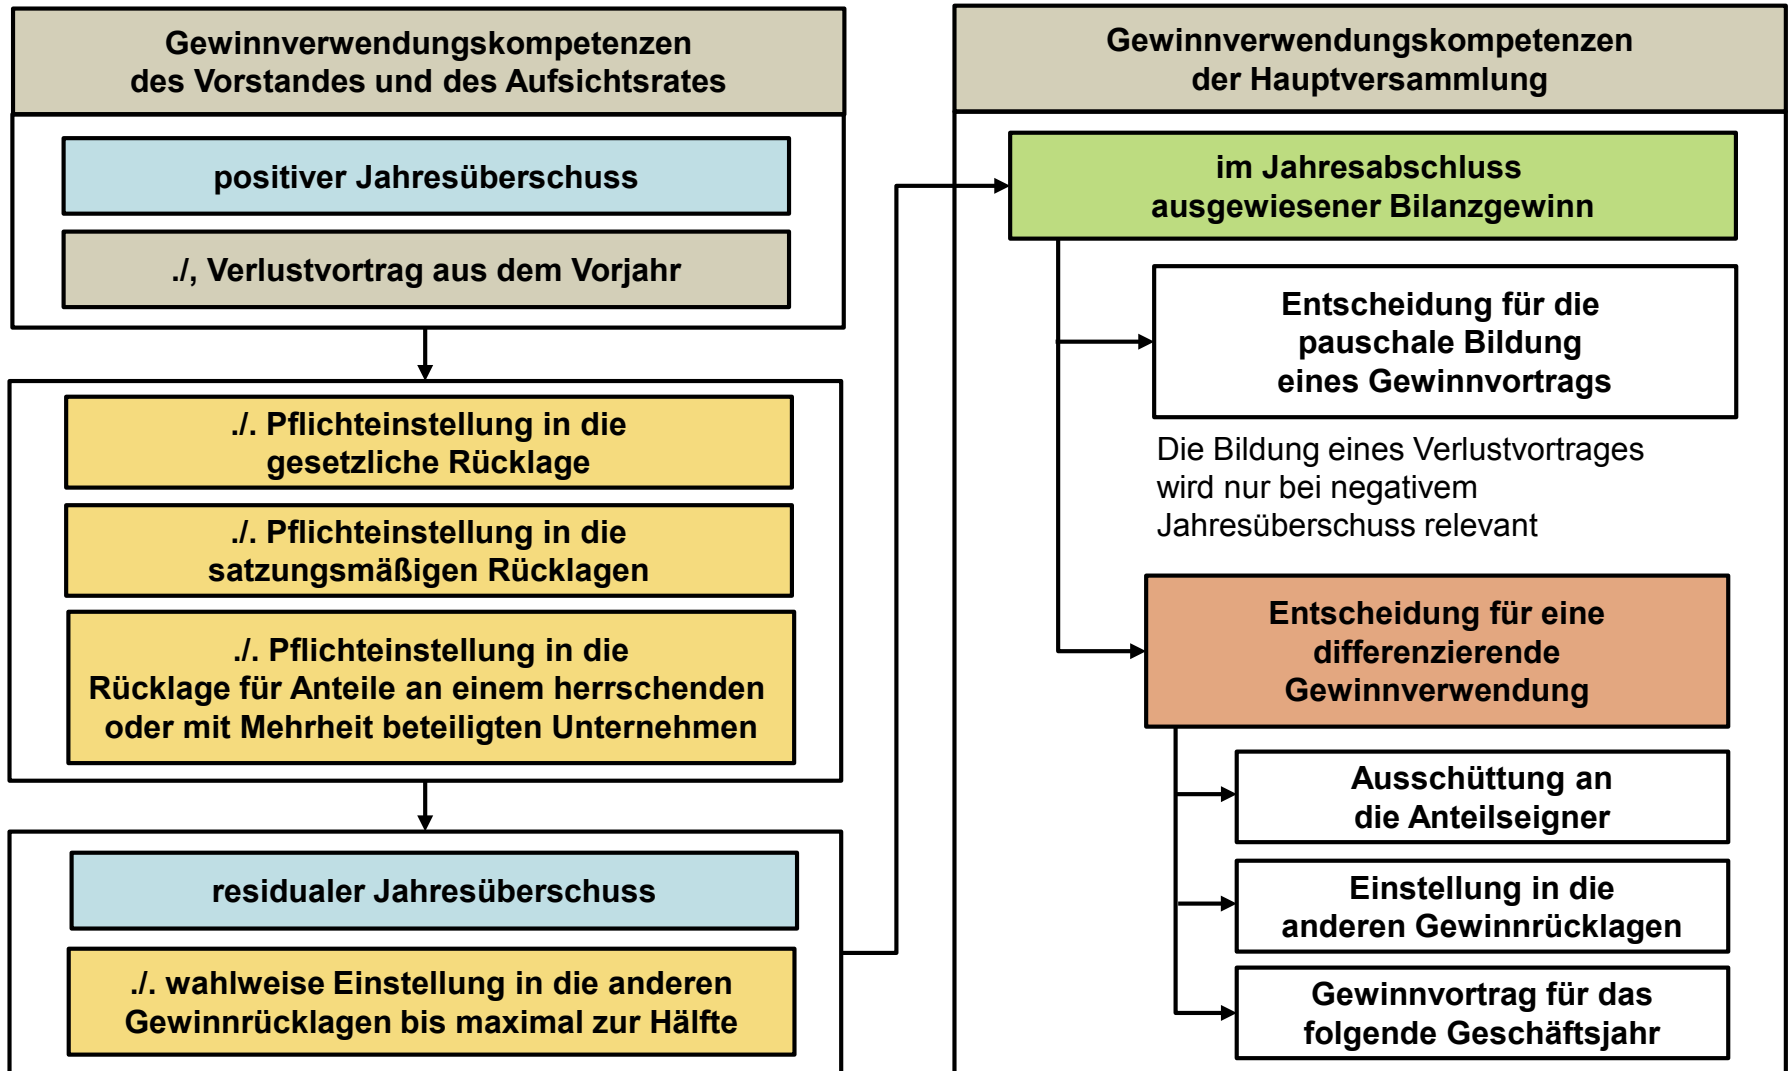 Gewinnverwendungskompetenzen
des Vorstandes und des Aufsichtsrates
positiver Jahresüberschuss
./, Verlustvortrag aus dem Vorjahr
./. Pflichteinstellung in die
gesetzliche Rücklage
./. Pflichteinstellung in die
satzungsmäßigen Rücklagen
./. Pflichteinstellung in die
Rücklage für Anteile an einem herrschenden
oder mit Mehrheit beteiligten Unternehmen
residualer Jahresüberschuss
./. wahlweise Einstellung in die anderen
Gewinnrücklagen bis maximal zur Hälfte
Gewinnverwendungskompetenzen
der Hauptversammlung
im Jahresabschluss
ausgewiesener Bilanzgewinn
Entscheidung für die
pauschale Bildung
eines Gewinnvortrags
Die Bildung eines Verlustvortrages
wird nur bei negativem
Jahresüberschuss relevant
Entscheidung für eine
differenzierende
Gewinnverwendung
Ausschüttung an
die Anteilseigner
Einstellung in die
anderen Gewinnrücklagen
Gewinnvortrag für das
folgende Geschäftsjahr